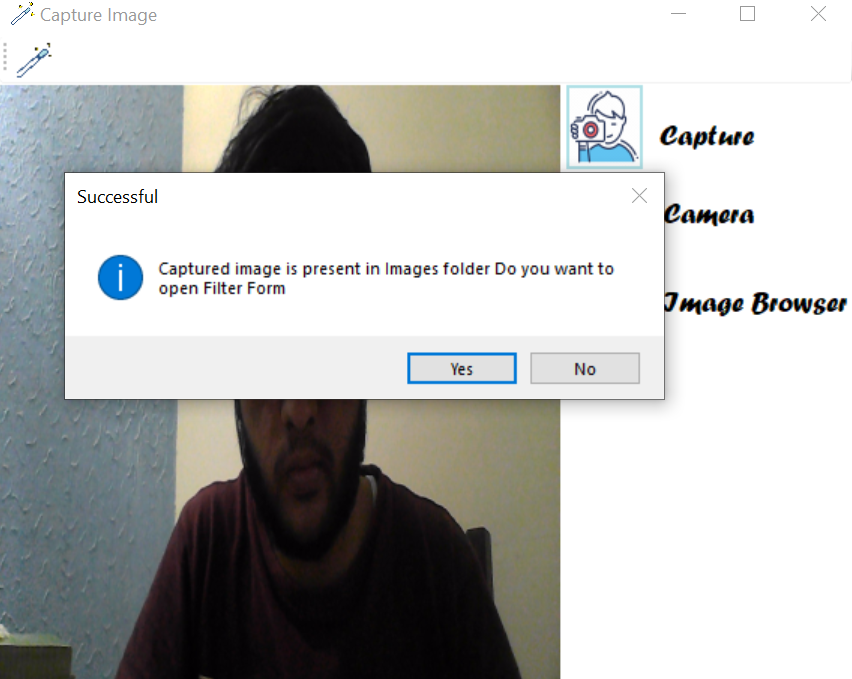 Capture Image
Capture
Successful
Camera
Captured image is present in Images folder Do you want to
open Filter Form
Image Browser
Yes
No